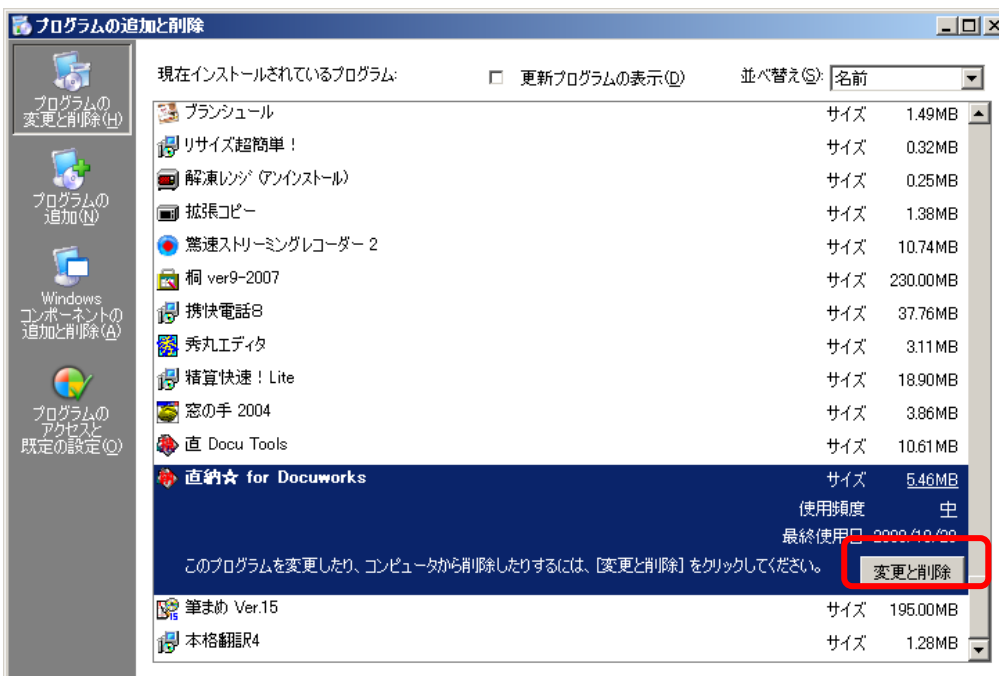 プログラムの追加と削除
現在インストールされているプログラム:
更新プログラムの表示(D)
並べ替え(S):
名前
プログラムの
変更と削除(H)
プログラムの
追加(N)
Windows
コンポーネントの
追加と削除(A)
プログラムの
アクセスと
既定の設定(O)
ブランシュール サイズ 1.49MB
リサイズ超簡単! サイズ 0.32MB
解凍レンジ (アンインストール) サイズ 0.25MB
拡張コピー サイズ 1.38MB
驚速ストリーミングレコーダー 2 サイズ 10.74MB
桐 ver9-2007 サイズ 230.00MB
携快電話8 サイズ 37.76MB
秀丸エディタ サイズ 3.11MB
精算快速!Lite サイズ 18.90MB
窓の手 2004 サイズ 3.86MB
直 Docu Tools サイズ 10.61MB
直納☆ for Docuworks サイズ 5.46MB
使用頻度 中
最終使用日
このプログラムを変更したり、コンピュータから削除したりするには、[変更と削除] をクリックしてください。
変更と削除
筆まめ Ver.15 サイズ 195.00MB
本格翻訳4 サイズ 1.28MB